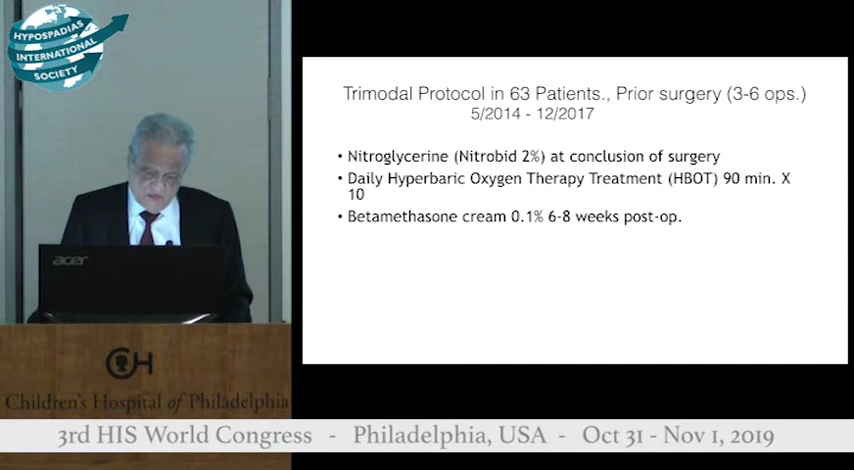 HYPOSPADIAS
INTERNATIONAL
SOCIETY
Trimodal Protocol in 63 Patients., Prior surgery (3-6 ops.)
5/2014 - 12/2017
• Nitroglycerine (Nitrobid 2%) at conclusion of surgery
• Daily Hyperbaric Oxygen Therapy Treatment (HBOT) 90 min. X
10
• Betamethasone cream 0.1% 6-8 weeks post-op.
acer
CH
Children's Hospital of Philadelphia
3rd HIS World Congress - Philadelphia, USA - Oct 31 - Nov 1, 2019